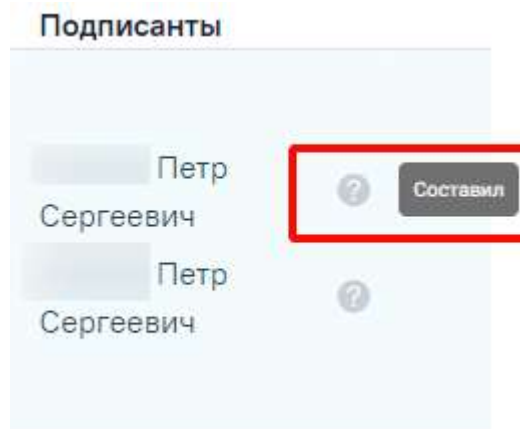 Подписанты
Петр
Сергеевич
? Составил
Петр
Сергеевич
?